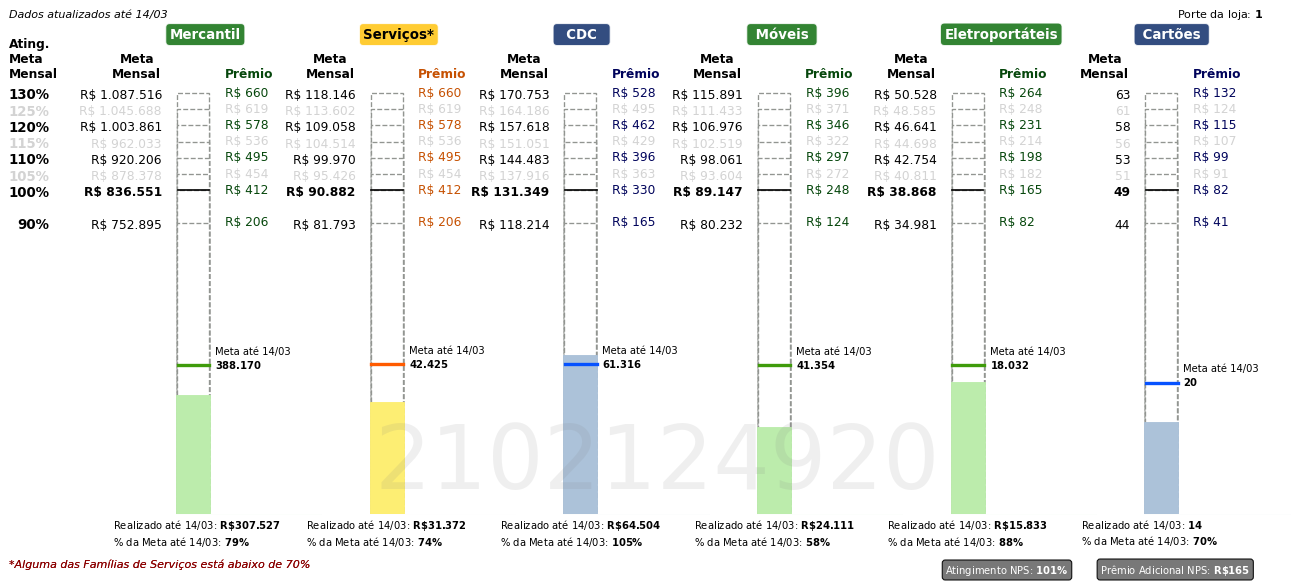 Dados atualizados até 14/03 Porte da loja: 1
Mercantil Serviços* CDC Móveis Eletroportáteis Cartões
Ating.
Meta Meta Meta Meta Meta Meta Meta
Mensal Mensal Prêmio Mensal Prêmio Mensal Prêmio Mensal Prêmio Mensal Prêmio Mensal Prêmio
130% R$ 1.087.516 R$ 660 R$ 118.146 R$ 660 R$ 170.753 R$ 528 R$ 115.891 R$ 396 R$ 50.528 R$ 264 63 R$ 132
125% R$ 1.045.688 R$ 619 R$ 113.602 R$ 619 R$ 164.186 R$ 495 R$ 111.433 R$ 371 R$ 48.585 R$ 248 61 R$ 124
120% R$ 1.003.861 R$ 578 R$ 109.058 R$ 578 R$ 157.618 R$ 462 R$ 106.976 R$ 346 R$ 46.641 R$ 231 58 R$ 115
115% R$ 962.033 R$ 536 R$ 104.514 R$ 536 R$ 151.051 R$ 429 R$ 102.519 R$ 322 R$ 44.698 R$ 214 56 R$ 107
110% R$ 920.206 R$ 495 R$ 99.970 R$ 495 R$ 144.483 R$ 396 R$ 98.061 R$ 297 R$ 42.754 R$ 198 53 R$ 99
105% R$ 878.378 R$ 454 R$ 95.426 R$ 454 R$ 137.916 R$ 363 R$ 93.604 R$ 272 R$ 40.811 R$ 182 51 R$ 91
100% R$ 836.551 R$ 412 R$ 90.882 R$ 412 R$ 131.349 R$ 330 R$ 89.147 R$ 248 R$ 38.868 R$ 165 49 R$ 82
90% R$ 752.895 R$ 206 R$ 81.793 R$ 206 R$ 118.214 R$ 165 R$ 80.232 R$ 124 R$ 34.981 R$ 82 44 R$ 41
Meta até 14/03 Meta até 14/03 Meta até 14/03 Meta até 14/03 Meta até 14/03 Meta até 14/03
388.170 42.425 61.316 41.354 18.032 20
2102124920
Realizado até 14/03: R$307.527 Realizado até 14/03: R$31.372 Realizado até 14/03: R$64.504 Realizado até 14/03: R$24.111 Realizado até 14/03: R$15.833 Realizado até 14/03: 14
% da Meta até 14/03: 79% % da Meta até 14/03: 74% % da Meta até 14/03: 105% % da Meta até 14/03: 58% % da Meta até 14/03: 88% % da Meta até 14/03: 70%
*Alguma das Famílias de Serviços está abaixo de 70% Atingimento NPS: 101% Prêmio Adicional NPS: R$165